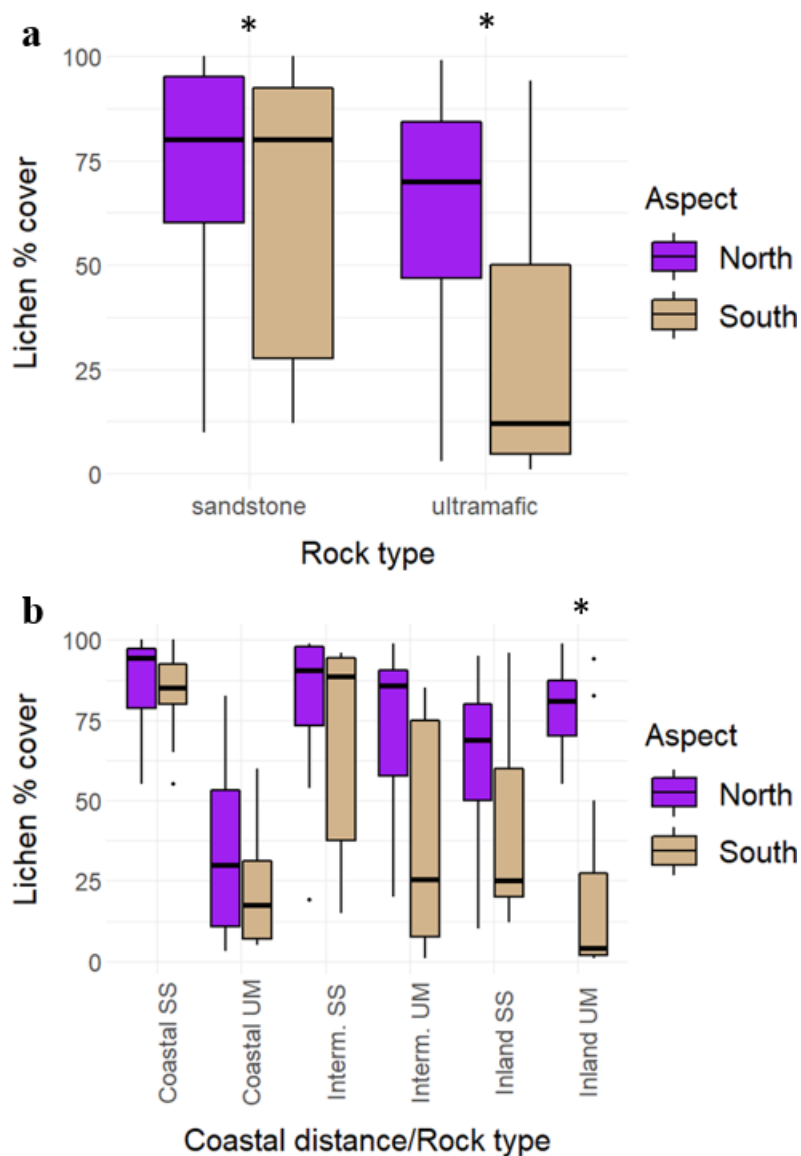 a
* *
100
75
50
25
0
Lichen % cover
sandstone ultramafic
Rock type
Aspect
North
South
b
*
100
75
50
25
0
Lichen % cover
Coastal SS
Coastal UM
Interm. SS
Interm. UM
Inland SS
Inland UM
Coastal distance/Rock type
Aspect
North
South